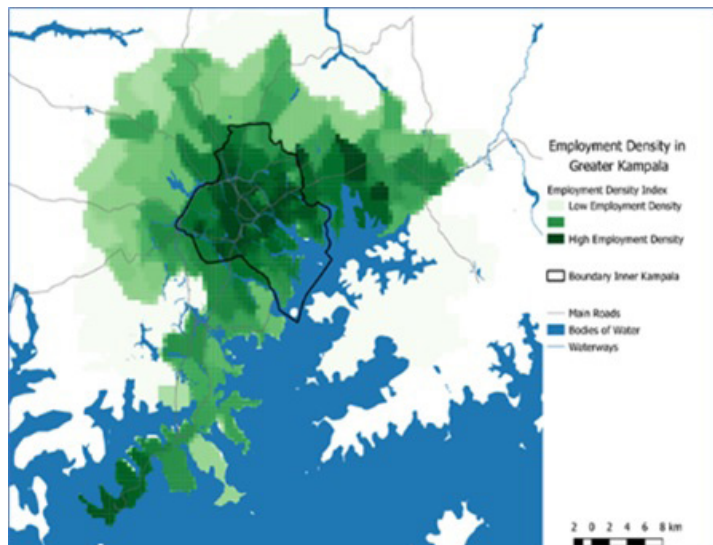 Employment Density in
Greater Kampala
Employment Density Index
Low Employment Density
High Employment Density
Boundary Inner Kampala
Main Roads
Bodies of Water
Waterways
2 0 2 4 6 8 km